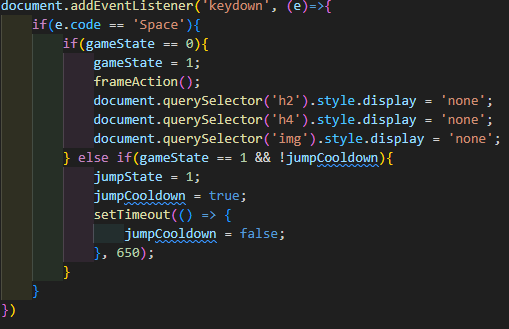 document.addEventListener('keydown', (e)=>{
if(e.code == 'Space'){
if(gameState == 0){
gameState = 1;
frameAction();
document.querySelector('h2').style.display = 'none';
document.querySelector('h4').style.display = 'none';
document.querySelector('img').style.display = 'none';
} else if(gameState == 1 && !jumpCooldown){
jumpState = 1;
jumpCooldown = true;
setTimeout(() => {
jumpCooldown = false;
}, 650);
}
}
})